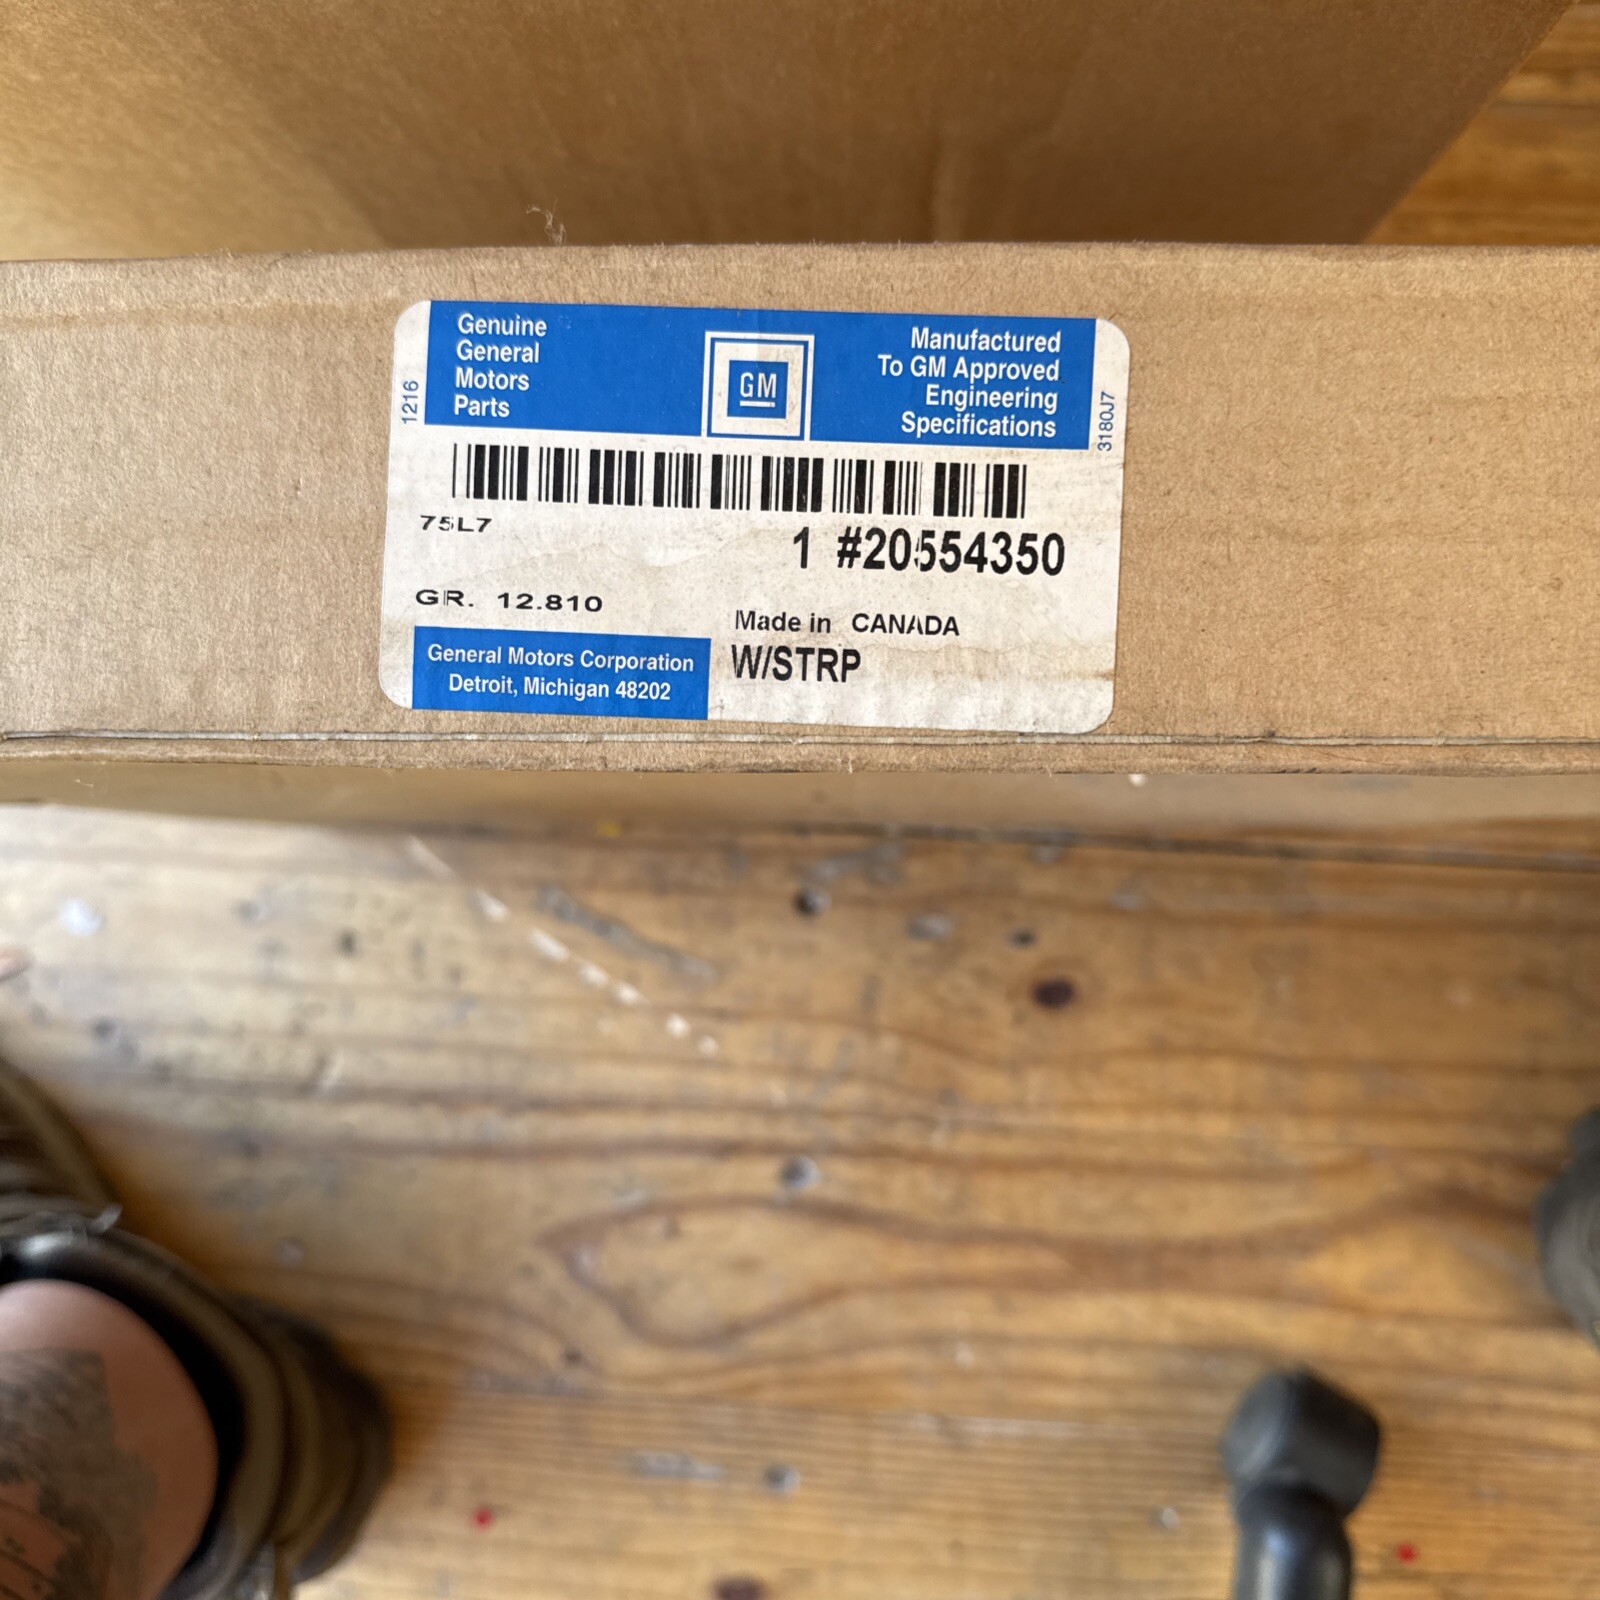 Genuine
General
Motors
Parts
GM
Manufactured
To GM Approved
Engineering
Specifications
1216
3180J7
75L7
1 #20554350
GR. 12.810
Made in CANADA
W/STRP
General Motors Corporation
Detroit, Michigan 48202